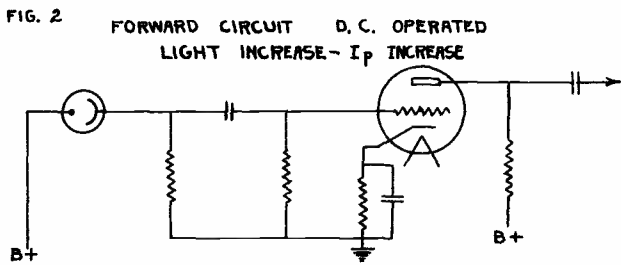 FIG. 2
FORWARD CIRCUIT D.C. OPERATED
LIGHT INCREASE - Ip INCREASE
B+
B+